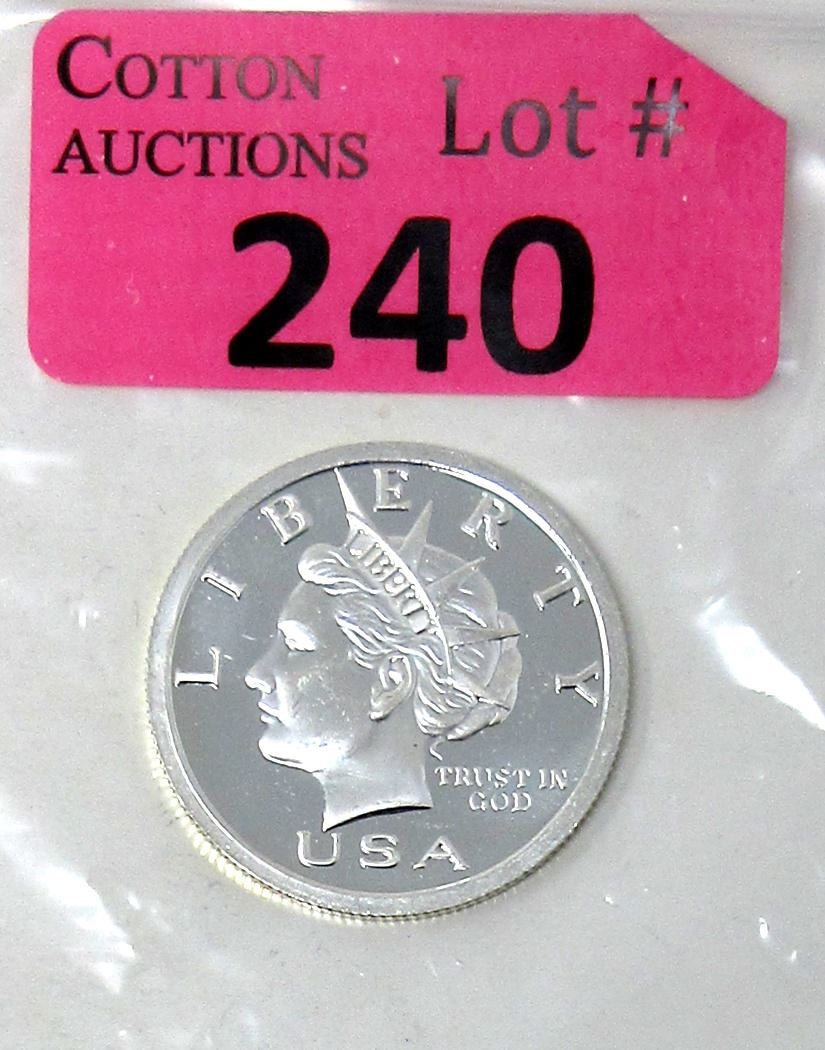 COTTON
AUCTIONS
Lot #
240
LIBERTY
LIBERTY
TRUST IN
GOD
USA